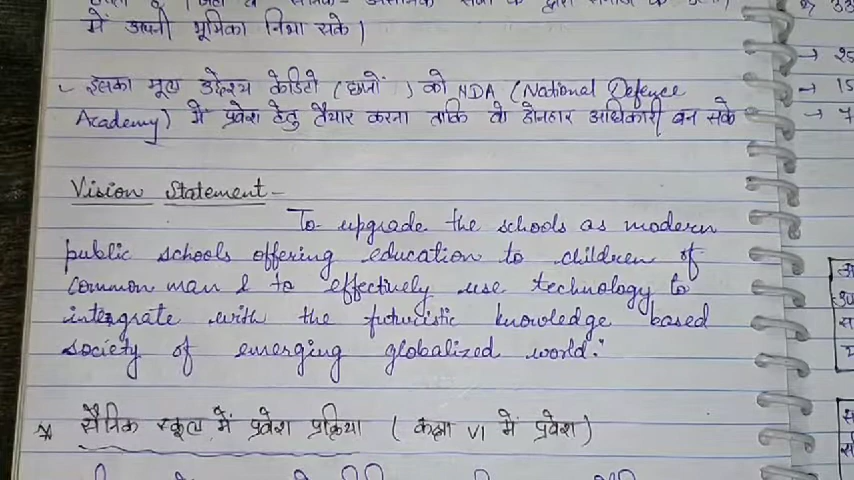 में अपनी भूमिका निभा सके।
इसका मूल उद्देश्य केडिटो (छात्रों ) को NDA (National Defence
Academy) में प्रवेश हेतु तैयार करना ताकि वो होनहार अधिकारी बन सके
Vision Statement -
To upgrade the schools as modern
public schools offering education to children of
common man & to effectively use technology to
intergrate with the futuristic knowledge based
society of emerging globalized world.
सैनिक स्कूल में प्रवेश प्रक्रिया ( कक्षा VI में प्रवेश )